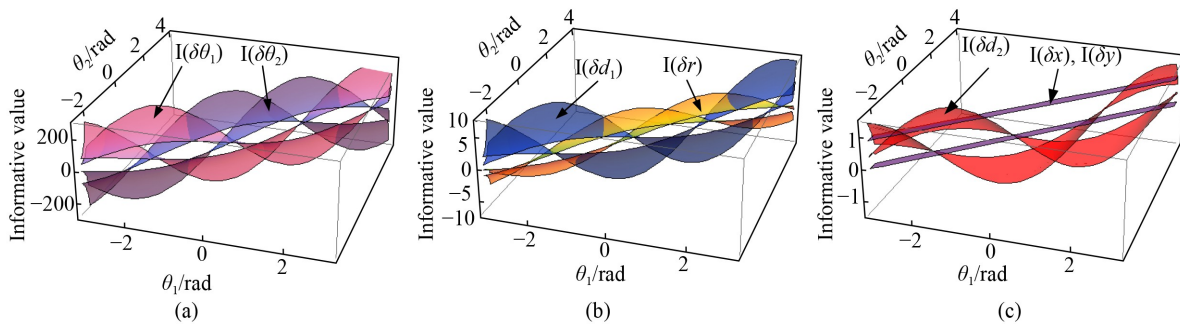 4
θ₂/rad
2
0
−2
I(δθ₁)
I(δθ₂)
Informative value
200
0
−200
−2
0
2
θ₁/rad
(a)
4
θ₂/rad
2
0
−2
I(δd₁)
I(δr)
Informative value
10
5
0
−5
−10
−2
0
2
θ₁/rad
(b)
4
θ₂/rad
2
0
−2
I(δd₂)
I(δx), I(δy)
Informative value
1
0
−1
−2
0
2
θ₁/rad
(c)